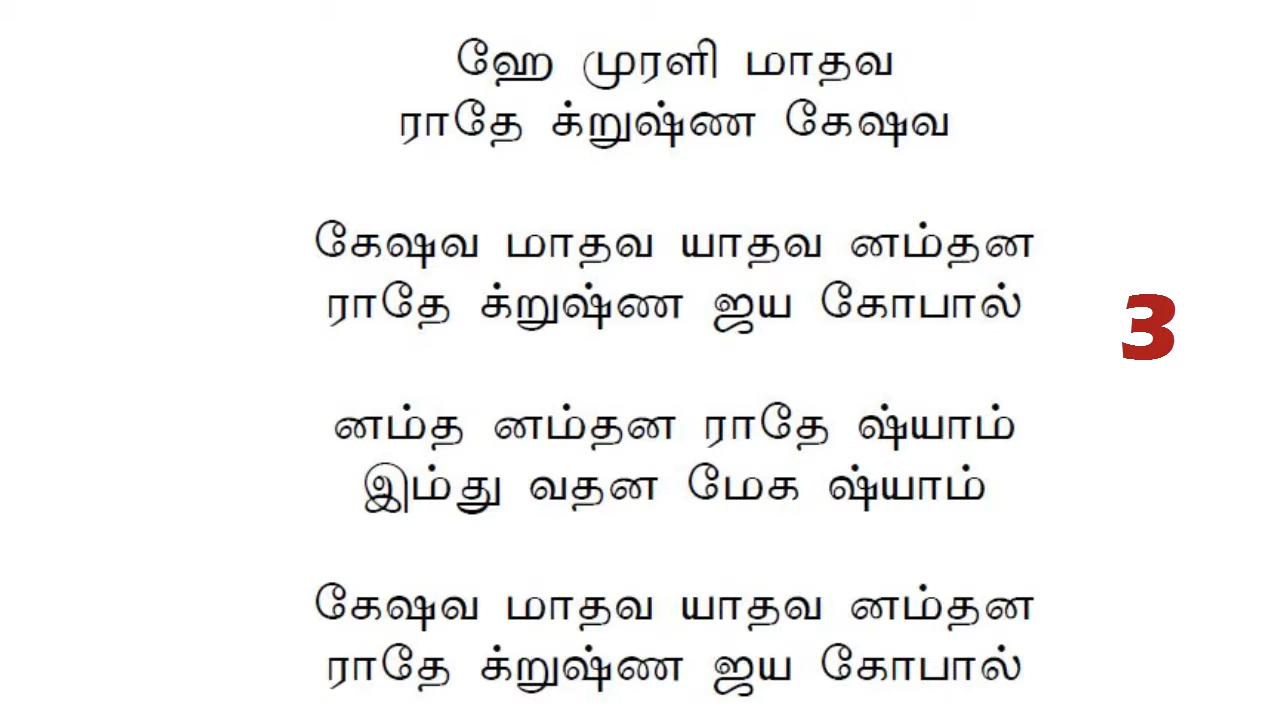 ஹே முரளி மாதவ
ராதே க்றுஷ்ண கேஷவ
கேஷவ மாதவ யாதவ னம்தன
ராதே க்றுஷ்ண ஜய கோபால்
3
னம்த னம்தன ராதே ஷ்யாம்
இம்து வதன மேக ஷ்யாம்
கேஷவ மாதவ யாதவ னம்தன
ராதே க்றுஷ்ண ஜய கோபால்